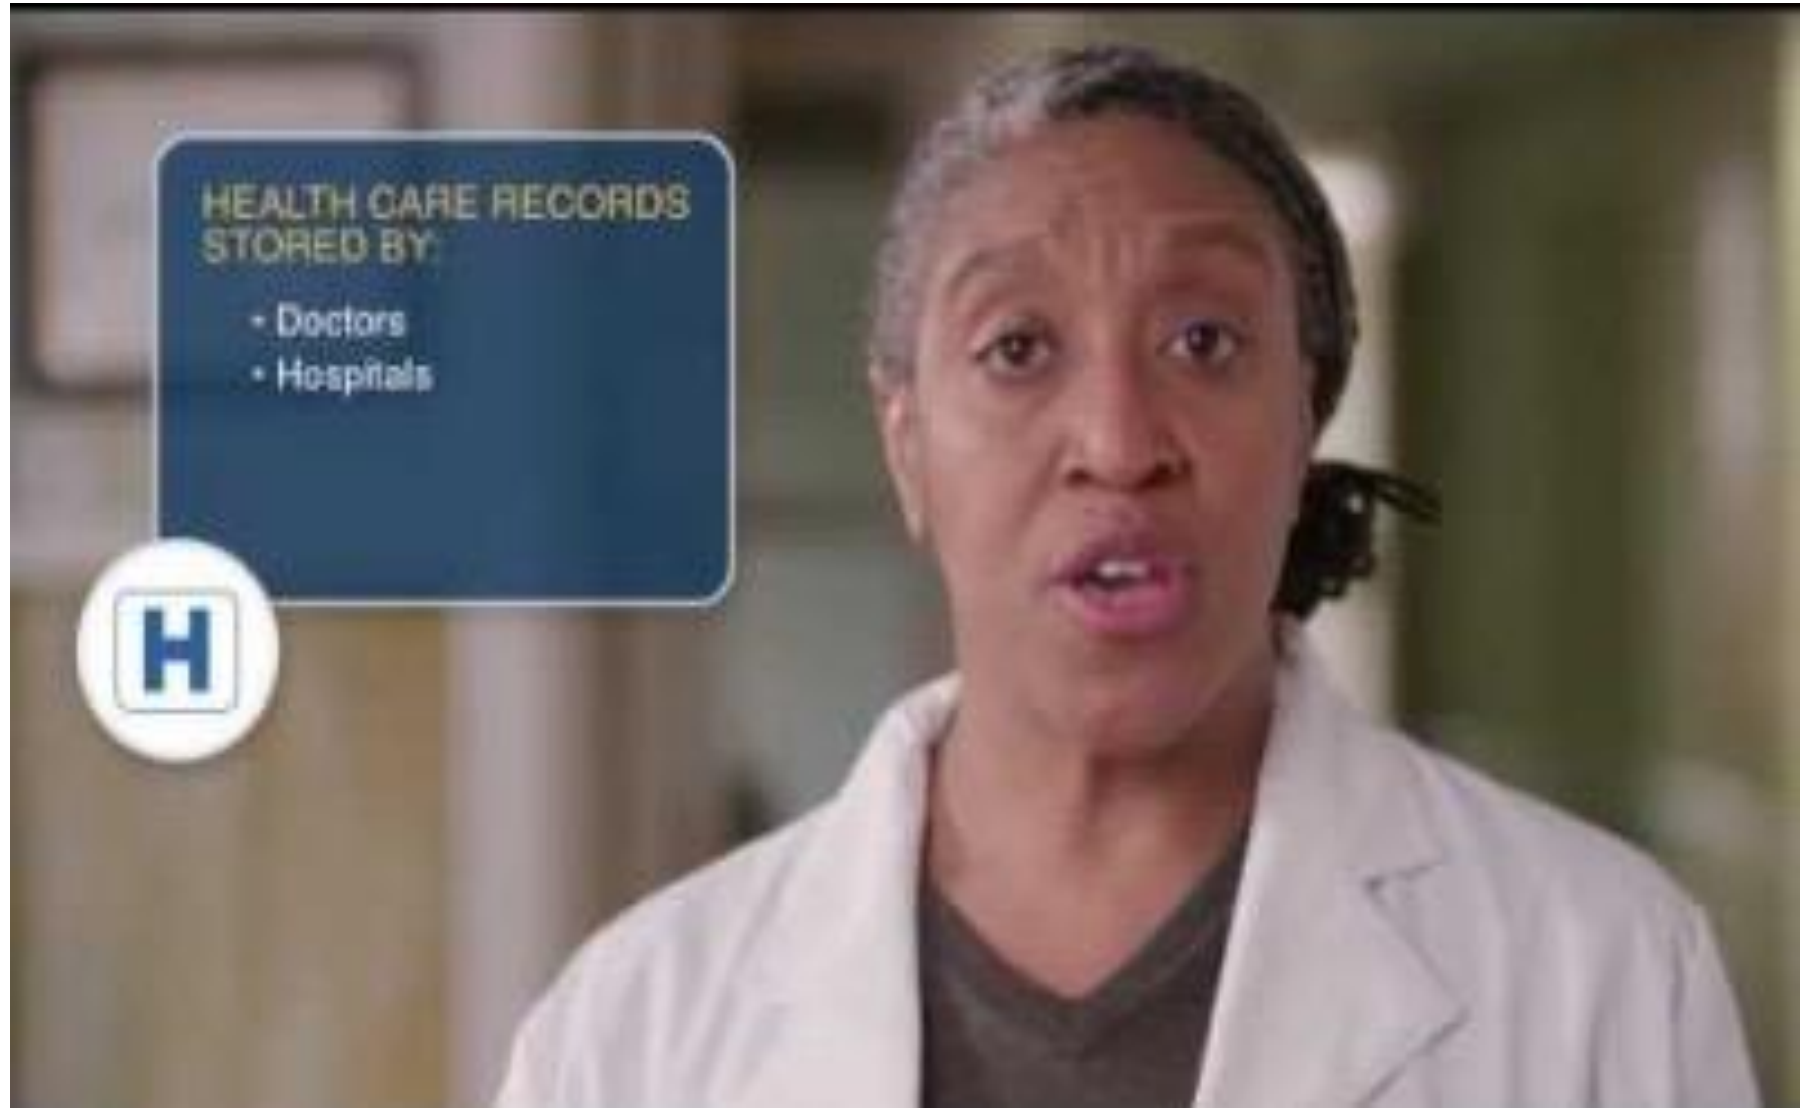 HEALTH CARE RECORDS
STORED BY:
• Doctors
• Hospitals
H